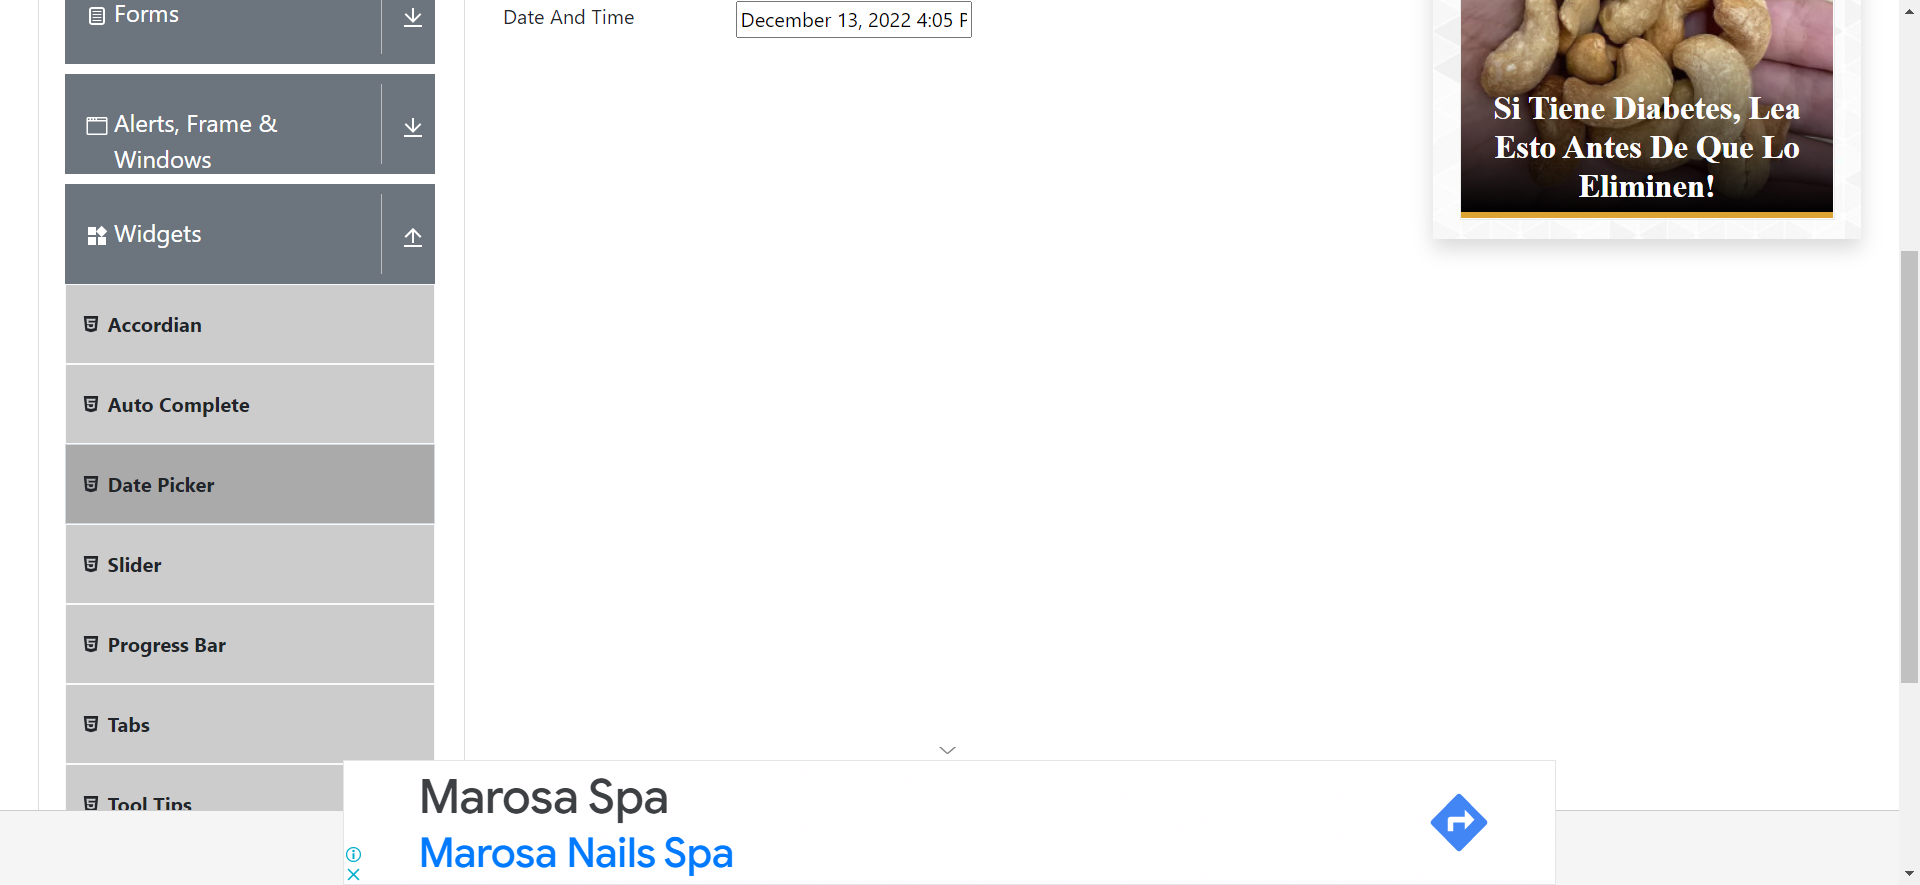 Forms
Alerts, Frame &
Windows
Widgets
Accordian
Auto Complete
Date Picker
Slider
Progress Bar
Tabs
Tool Tips
Date And Time
December 13, 2022 4:05 P
Si Tiene Diabetes, Lea
Esto Antes De Que Lo
Eliminen!
Marosa Spa
Marosa Nails Spa